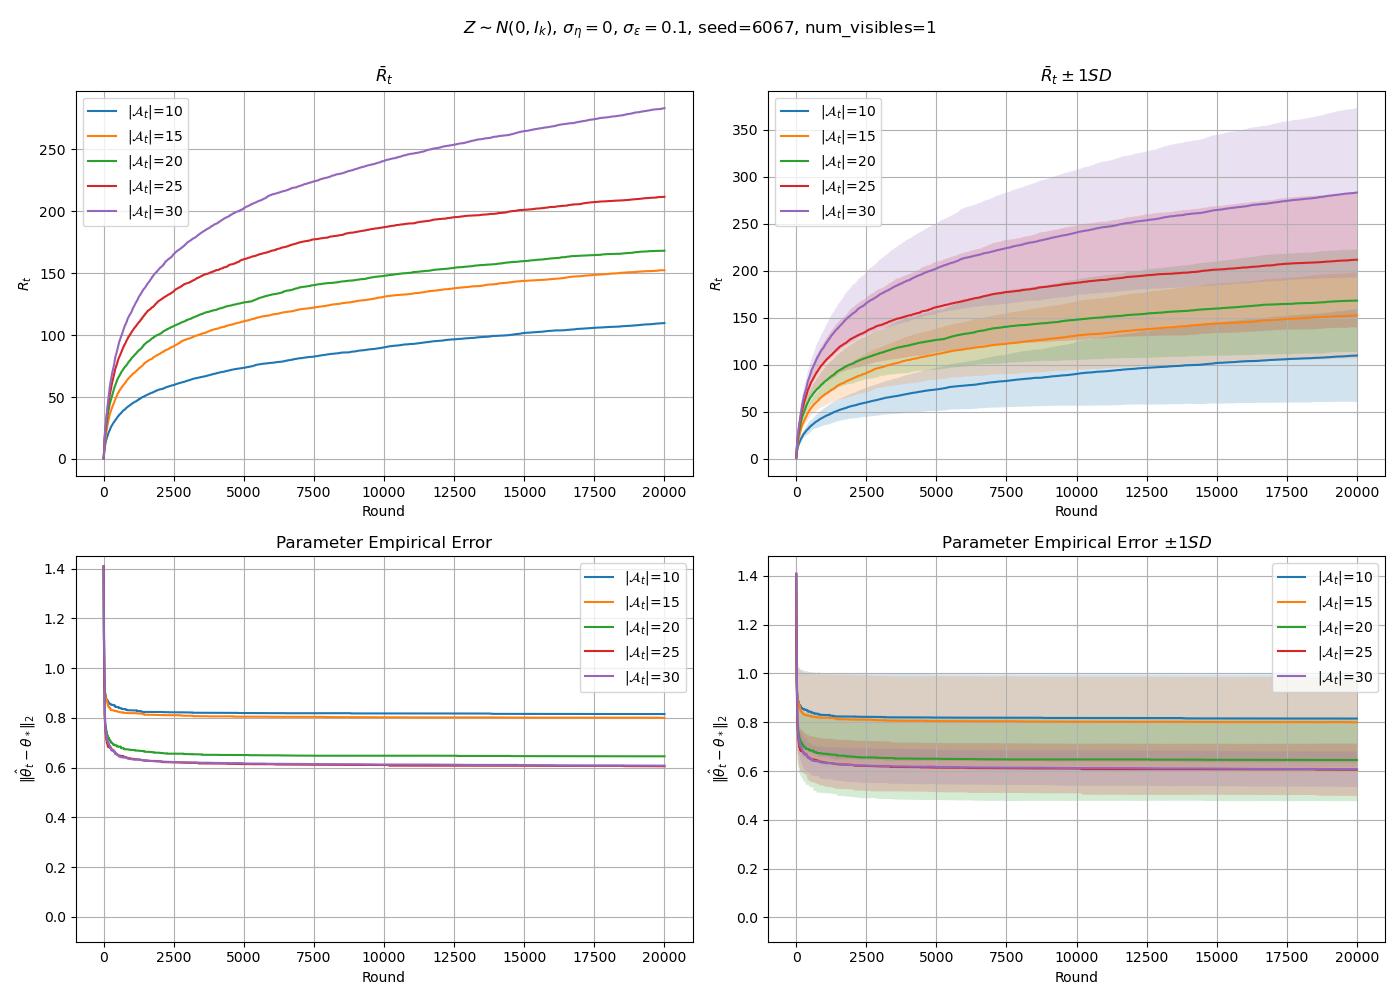 Z ∼ N(0, I_k), σ_η = 0, σ_ε = 0.1, seed=6067, num_visibles=1
R̄_t
R_t
250
200
150
100
50
0
|𝒜_t|=10
|𝒜_t|=15
|𝒜_t|=20
|𝒜_t|=25
|𝒜_t|=30
0 2500 5000 7500 10000 12500 15000 17500 20000
Round
R̄_t ± 1SD
R_t
350
300
250
200
150
100
50
0
|𝒜_t|=10
|𝒜_t|=15
|𝒜_t|=20
|𝒜_t|=25
|𝒜_t|=30
0 2500 5000 7500 10000 12500 15000 17500 20000
Round
Parameter Empirical Error
‖θ̂_t − θ_*‖_2
1.4
1.2
1.0
0.8
0.6
0.4
0.2
0.0
|𝒜_t|=10
|𝒜_t|=15
|𝒜_t|=20
|𝒜_t|=25
|𝒜_t|=30
0 2500 5000 7500 10000 12500 15000 17500 20000
Round
Parameter Empirical Error ±1SD
‖θ̂_t − θ_*‖_2
1.4
1.2
1.0
0.8
0.6
0.4
0.2
0.0
|𝒜_t|=10
|𝒜_t|=15
|𝒜_t|=20
|𝒜_t|=25
|𝒜_t|=30
0 2500 5000 7500 10000 12500 15000 17500 20000
Round